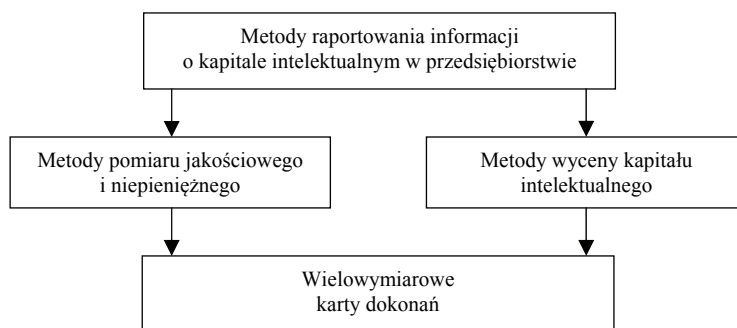 Metody raportowania informacji
o kapitale intelektualnym w przedsiębiorstwie
Metody pomiaru jakościowego
i niepieniężnego
Metody wyceny kapitału
intelektualnego
Wielowymiarowe
karty dokonań